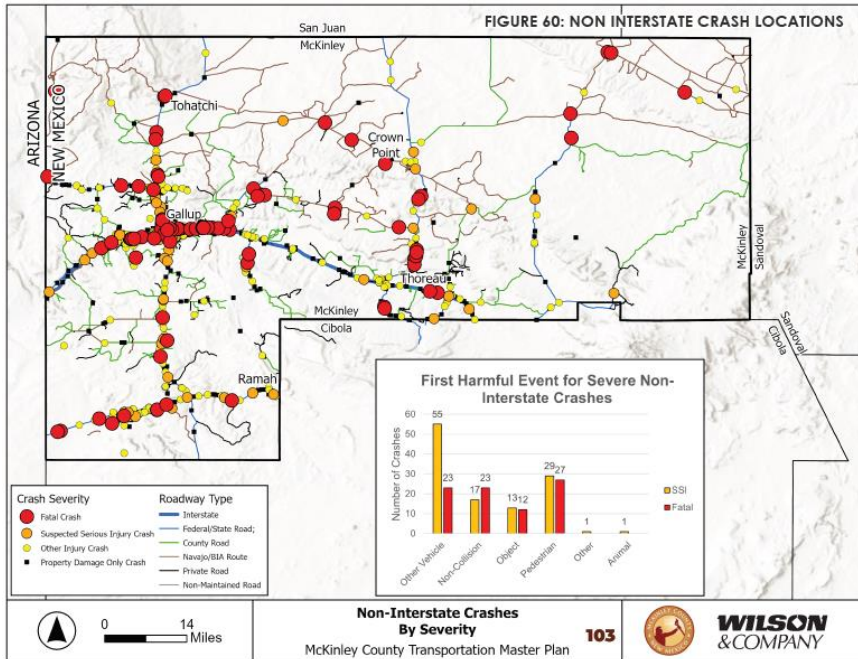 FIGURE 60: NON INTERSTATE CRASH LOCATIONS
San Juan
McKinley
ARIZONA
NEW MEXICO
Tohatchi
Crown
Point
Gallup
Thoreau
McKinley
Sandoval
McKinley
Cibola
Sandoval
Cibola
Ramah
First Harmful Event for Severe Non-
Interstate Crashes
Number of Crashes
60
50
40
30
20
10
0
55
23
17
23
13
12
29
27
1
1
Other Vehicle
Non-Collision
Object
Pedestrian
Other
Animal
SSI
Fatal
Crash Severity
Fatal Crash
Suspected Serious Injury Crash
Other Injury Crash
Property Damage Only Crash
Roadway Type
Interstate
Federal/State Road;
County Road
Navajo/BIA Route
Private Road
Non-Maintained Road
0 14
Miles
Non-Interstate Crashes
By Severity
McKinley County Transportation Master Plan
103
McKINLEY COUNTY
NEW MEXICO
WILSON
&COMPANY